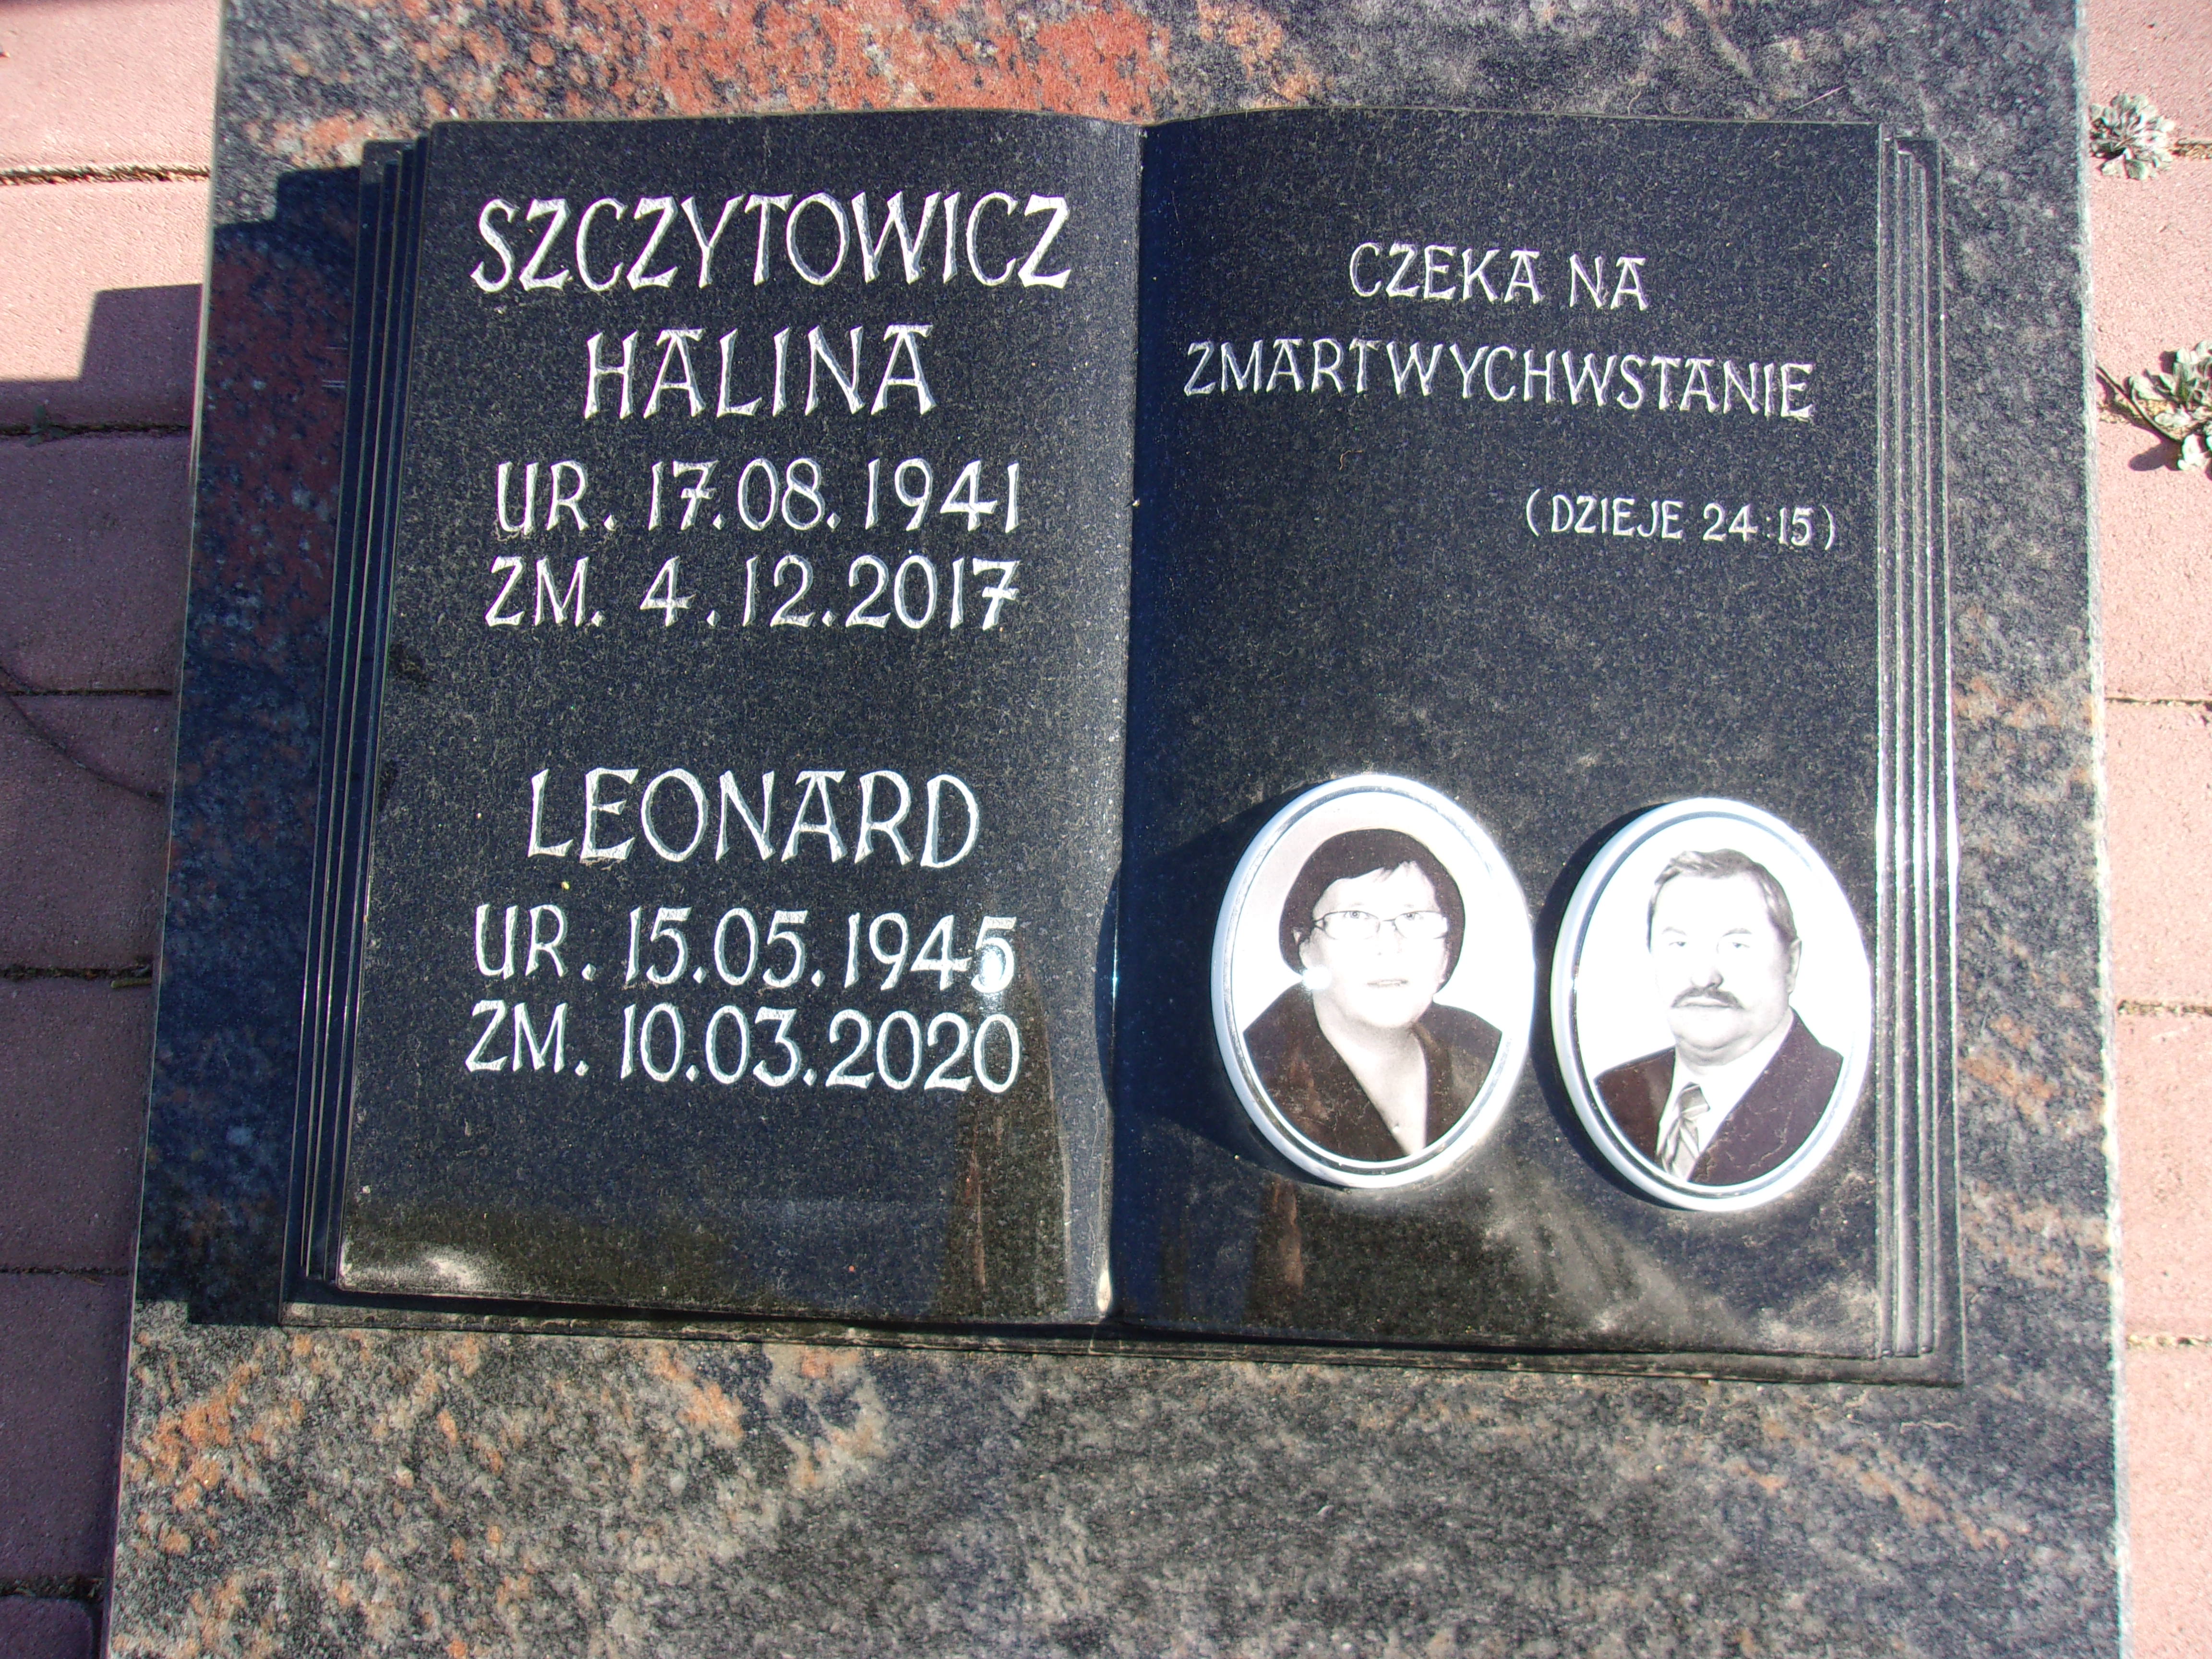 SZCZYTOWICZ
HALINA
UR. 17.08.1941
ZM. 4.12.2017
LEONARD
UR. 15.05.1945
ZM. 10.03.2020
CZEKA NA
ZMARTWYCHWSTANIE
(DZIEJE 24:15)